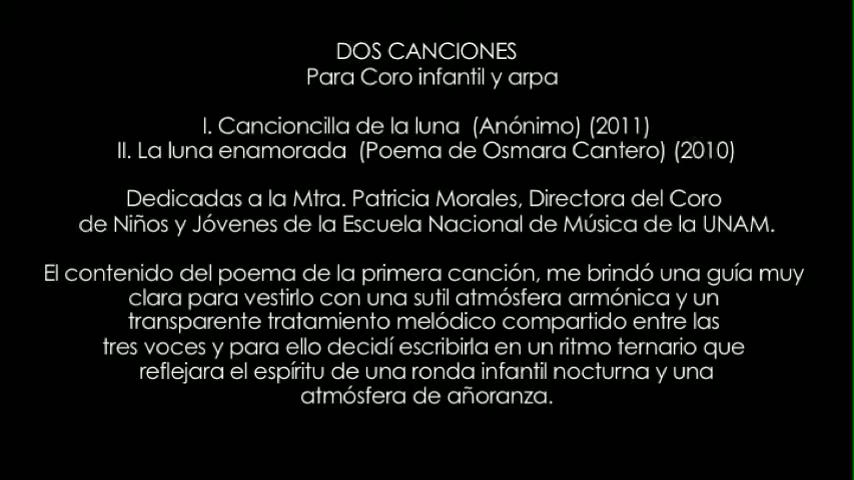 DOS CANCIONES
Para Coro infantil y arpa
I. Cancioncilla de la luna (Anónimo) (2011)
II. La luna enamorada (Poema de Osmara Cantero) (2010)
Dedicadas a la Mtra. Patricia Morales, Directora del Coro
de Niños y Jóvenes de la Escuela Nacional de Música de la UNAM.
El contenido del poema de la primera canción, me brindó una guía muy
clara para vestirlo con una sutil atmósfera armónica y un
transparente tratamiento melódico compartido entre las
tres voces y para ello decidí escribirla en un ritmo ternario que
reflejara el espíritu de una ronda infantil nocturna y una
atmósfera de añoranza.